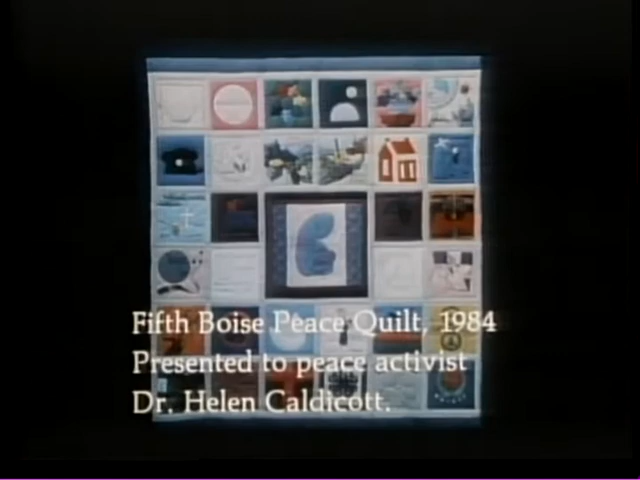 Fifth Boise Peace Quilt, 1984
Presented to peace activist
Dr. Helen Caldicott.